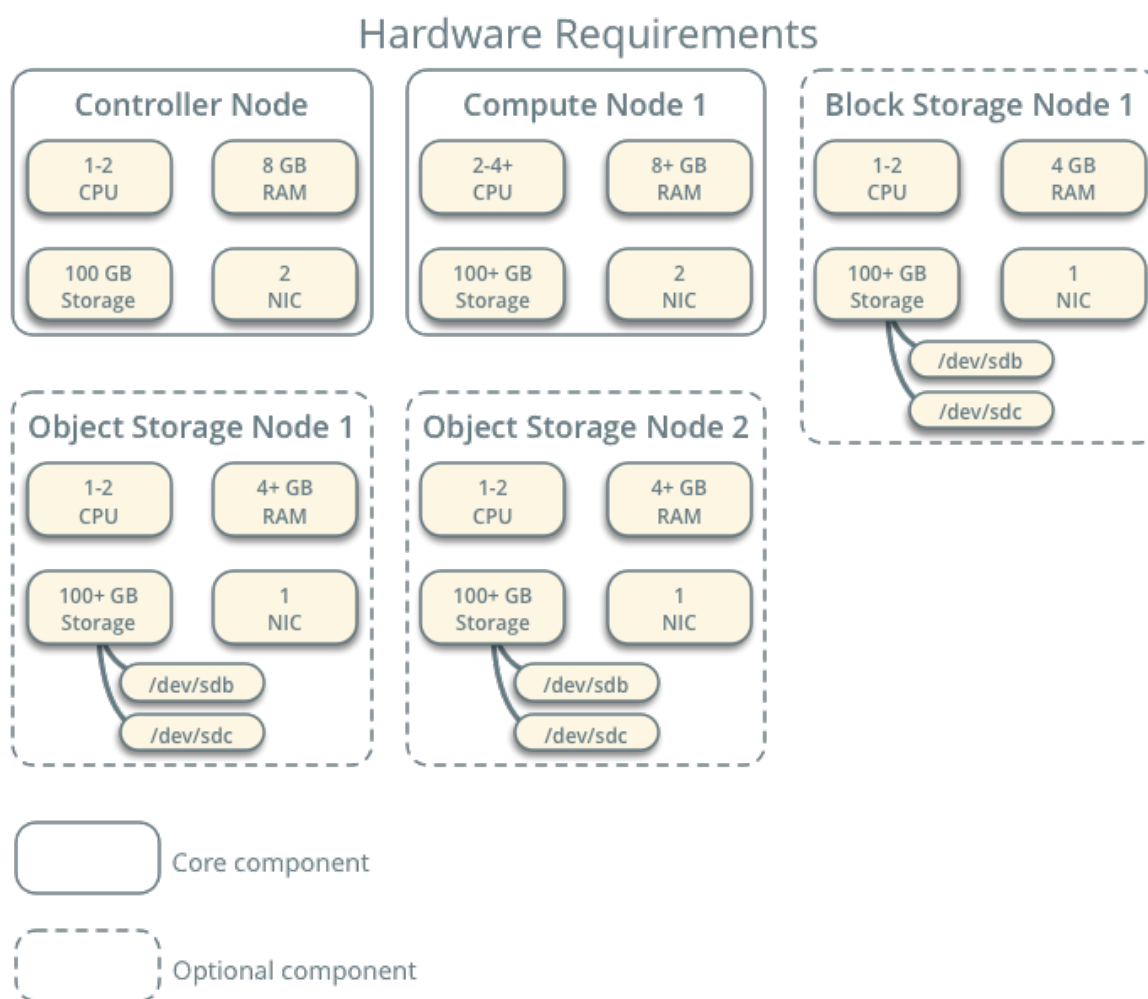 Hardware Requirements
Controller Node
1-2
CPU
8 GB
RAM
100 GB
Storage
2
NIC
Compute Node 1
2-4+
CPU
8+ GB
RAM
100+ GB
Storage
2
NIC
Block Storage Node 1
1-2
CPU
4 GB
RAM
100+ GB
Storage
1
NIC
/dev/sdb
/dev/sdc
Object Storage Node 1
1-2
CPU
4+ GB
RAM
100+ GB
Storage
1
NIC
/dev/sdb
/dev/sdc
Object Storage Node 2
1-2
CPU
4+ GB
RAM
100+ GB
Storage
1
NIC
/dev/sdb
/dev/sdc
Core component
Optional component